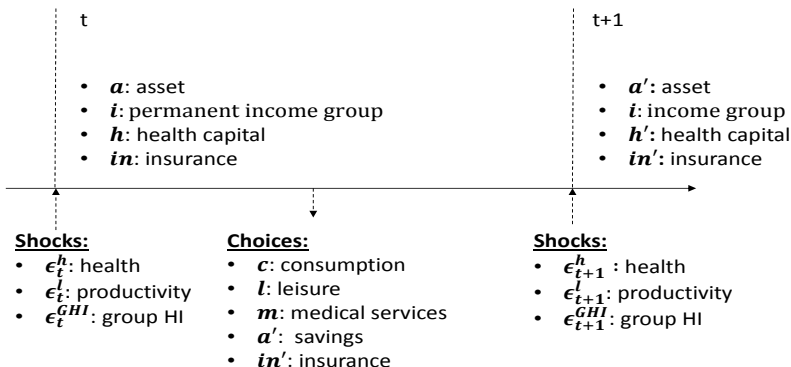 t
t+1
• a: asset
• i: permanent income group
• h: health capital
• in: insurance
• a′: asset
• i: income group
• h′: health capital
• in′: insurance
Shocks:
• ϵ_t^h: health
• ϵ_t^l: productivity
• ϵ_t^{GHI}: group HI
Choices:
• c: consumption
• l: leisure
• m: medical services
• a′: savings
• in′: insurance
Shocks:
• ϵ_{t+1}^h : health
• ϵ_{t+1}^l: productivity
• ϵ_{t+1}^{GHI}: group HI